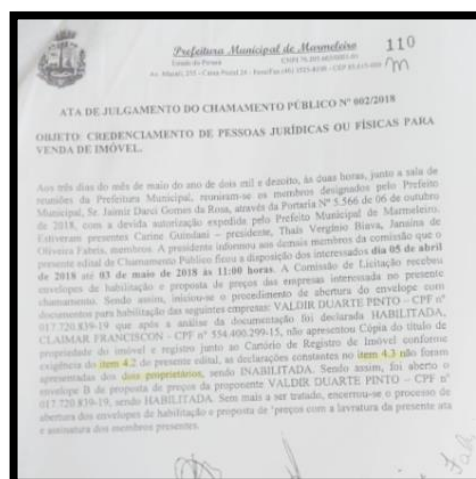 Prefeitura Municipal de Marmeleiro
110
Estado do Paraná
ATA DE JULGAMENTO DO CHAMAMENTO PÚBLICO Nº 002/2018
OBJETO: CREDENCIAMENTO DE PESSOAS JURÍDICAS OU FÍSICAS PARA
VENDA DE IMÓVEL.
Aos três dias do mês de maio do ano de dois mil e dezoito, às duas horas, junto a sala de
reuniões da Prefeitura Municipal, reuniram-se os membros designados pelo Prefeito
Municipal, Sr. Jaimir Darci Gomes da Rosa, através da Portaria Nº 5.566 de 06 de outubro
de 2018, com a devida autorização expedida pelo Prefeito Municipal de Marmeleiro.
Estiveram presentes Carine Guindani – presidente, Thais Vergínio Biava, Janaína de
Oliveira Fabris, membros. A presidente informou aos demais membros da comissão que o
presente edital de Chamamento Público ficou a disposição dos interessados dia 05 de abril
de 2018 até 03 de maio de 2018 às 11:00 horas. A Comissão de Licitação recebeu
envelopes de habilitação e proposta de preços das empresas interessada no presente
chamamento. Sendo assim, iniciou-se o procedimento de abertura do envelope com
documentos para habilitação das seguintes empresas: VALDIR DUARTE PINTO – CPF nº
017.720.839-19 que após a análise da documentação foi declarada HABILITADA,
CLAIMAR FRANCISCON – CPF nº 554.400.299-15, não apresentou Cópia do título de
propriedade do imóvel e registro junto ao Cartório de Registro de Imóvel conforme
exigência do item 4.2 do presente edital, as declarações constantes no item 4.3 não foram
apresentadas dos dois proprietários, sendo INABILITADA. Sendo assim, foi aberto o
envelope B de proposta de preços da proponente VALDIR DUARTE PINTO – CPF nº
017.720.839-19, sendo HABILITADA. Sem mais a ser tratado, encerrou-se o processo de
abertura dos envelopes de habilitação e proposta de preços com a lavratura da presente ata
e assinatura dos membros presentes.